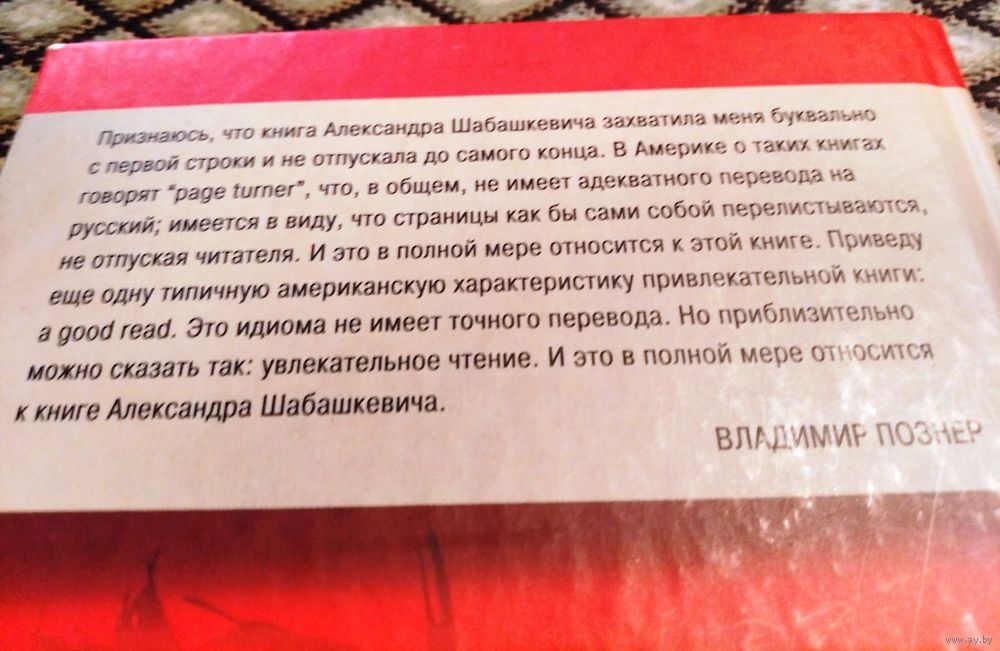 Признаюсь, что книга Александра Шабашкевича захватила меня буквально
с первой строки и не отпускала до самого конца. В Америке о таких книгах
говорят “page turner”, что, в общем, не имеет адекватного перевода на
русский; имеется в виду, что страницы как бы сами собой перелистываются,
не отпуская читателя. И это в полной мере относится к этой книге. Приведу
еще одну типичную американскую характеристику привлекательной книги:
a good read. Это идиома не имеет точного перевода. Но приблизительно
можно сказать так: увлекательное чтение. И это в полной мере относится
к книге Александра Шабашкевича.
ВЛАДИМИР ПОЗНЕР
www.ay.by